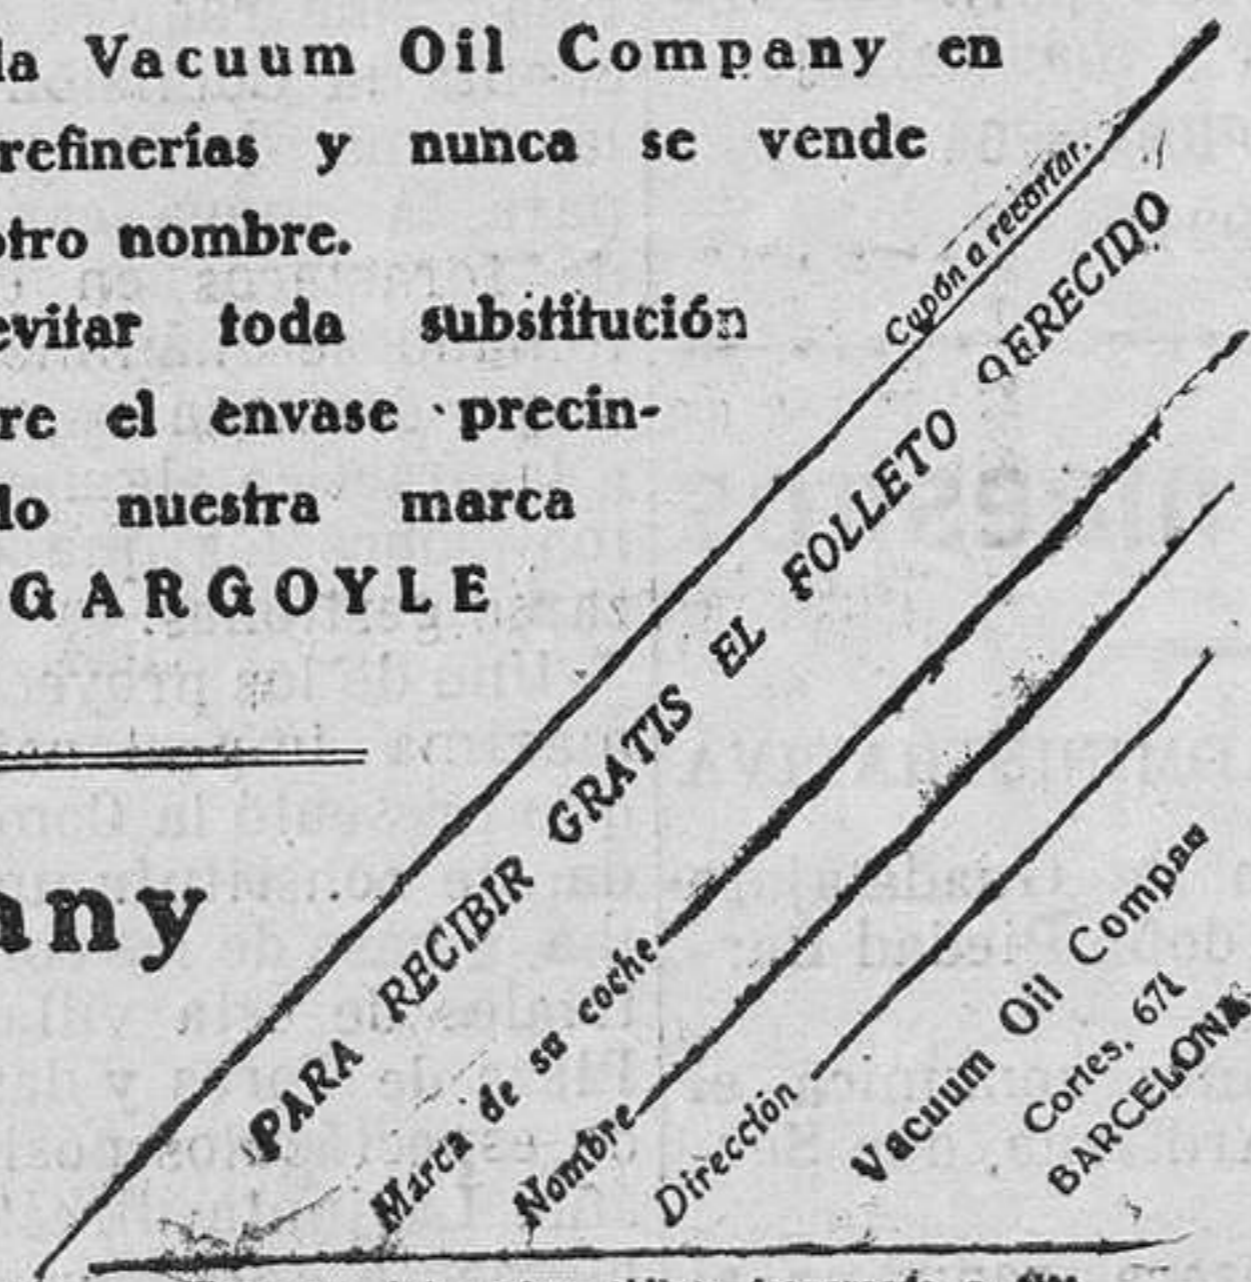 la Vacuum Oil Company en
refinerías y nunca se vende
otro nombre.
evitar toda substitución
re el envase precin-
do nuestra marca
GARGOYLE
any
Cupón a recortar.
PARA RECIBIR GRATIS EL FOLLETO OFRECIDO
Marca de su coche
Nombre
Dirección
Vacuum Oil Company
Cortes, 671
BARCELONA